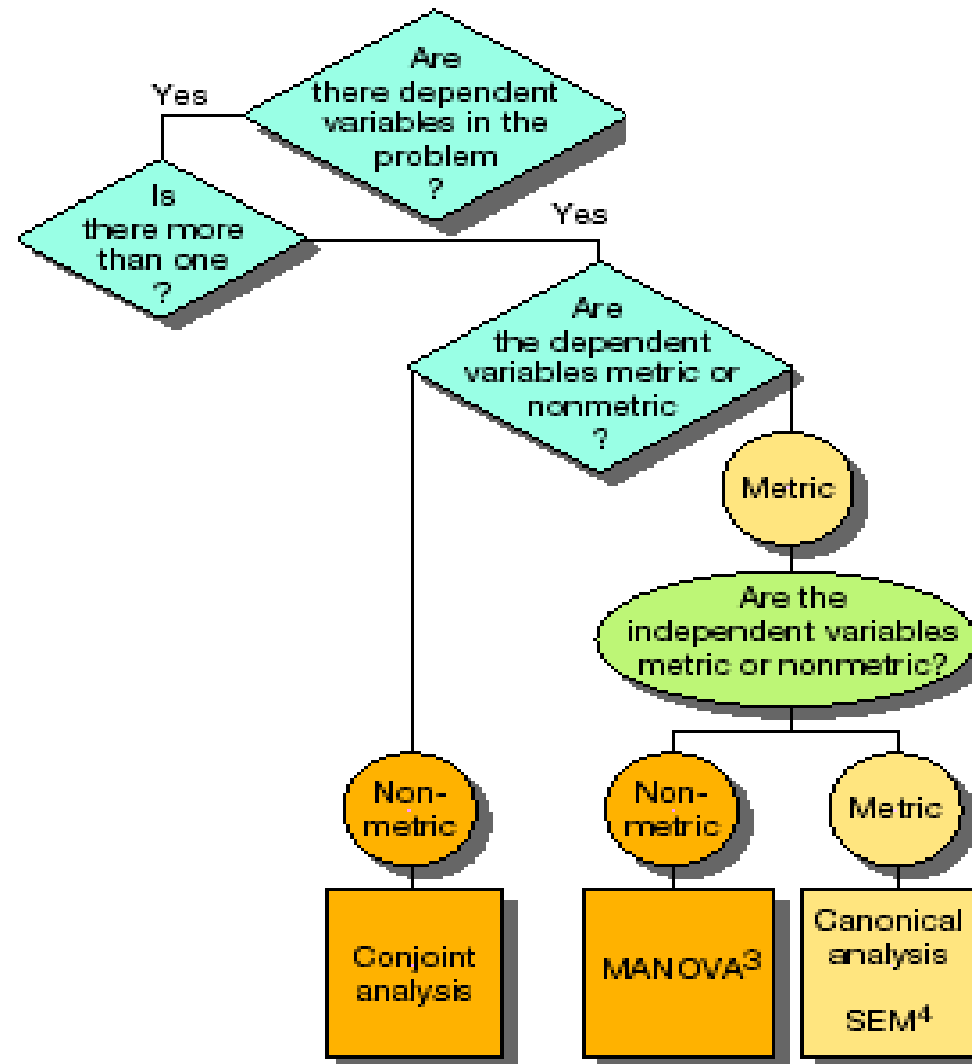 Are
there dependent
variables in the
problem
?
Yes
Is
there more
than one
?
Yes
Are
the dependent
variables metric or
nonmetric
?
Metric
Are the
independent variables
metric or nonmetric?
Non-
metric
Non-
metric
Metric
Conjoint
analysis
MANOVA³
Canonical
analysis
SEM⁴